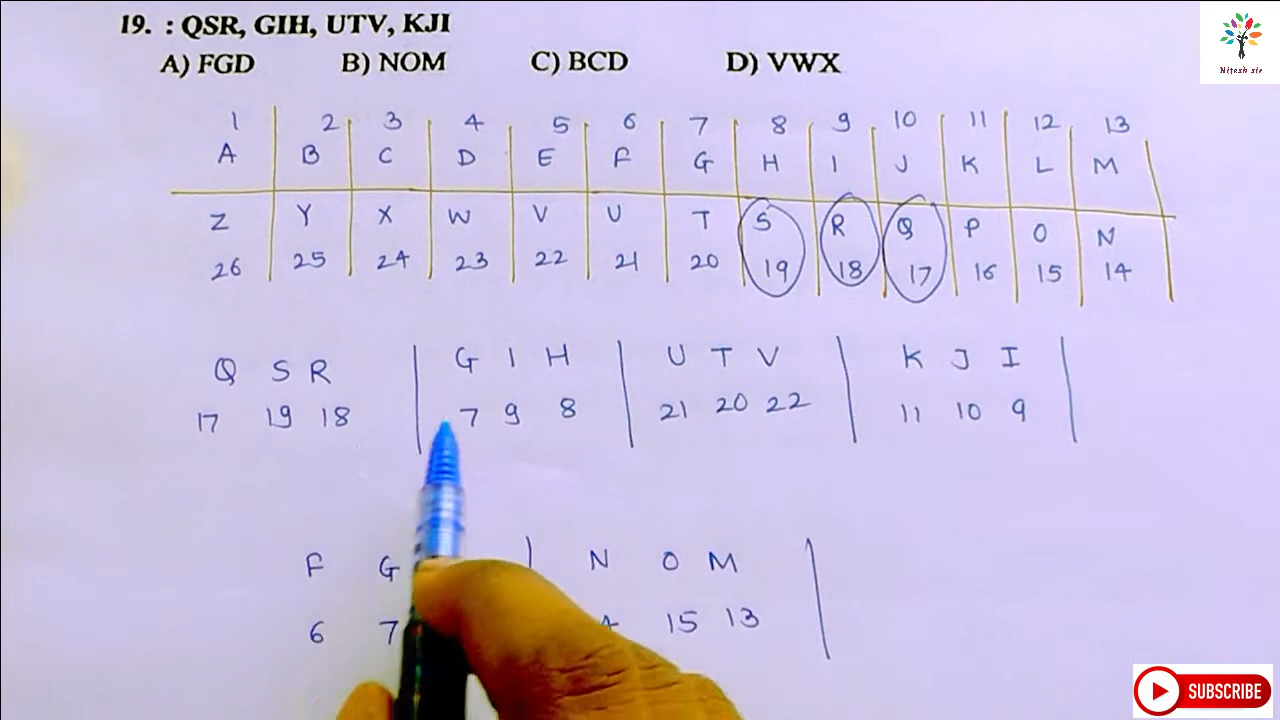 19. : QSR, GIH, UTV, KJI
A) FGD B) NOM C) BCD D) VWX
Nitesh sir
1 2 3 4 5 6 7 8 9 10 11 12 13
A B C D E F G H I J K L M
Z Y X W V U T S R Q P O N
26 25 24 23 22 21 20 19 18 17 16 15 14
Q S R G I H U T V K J I
17 19 18 7 9 8 21 20 22 11 10 9
F G N O M
6 7 15 13
SUBSCRIBE